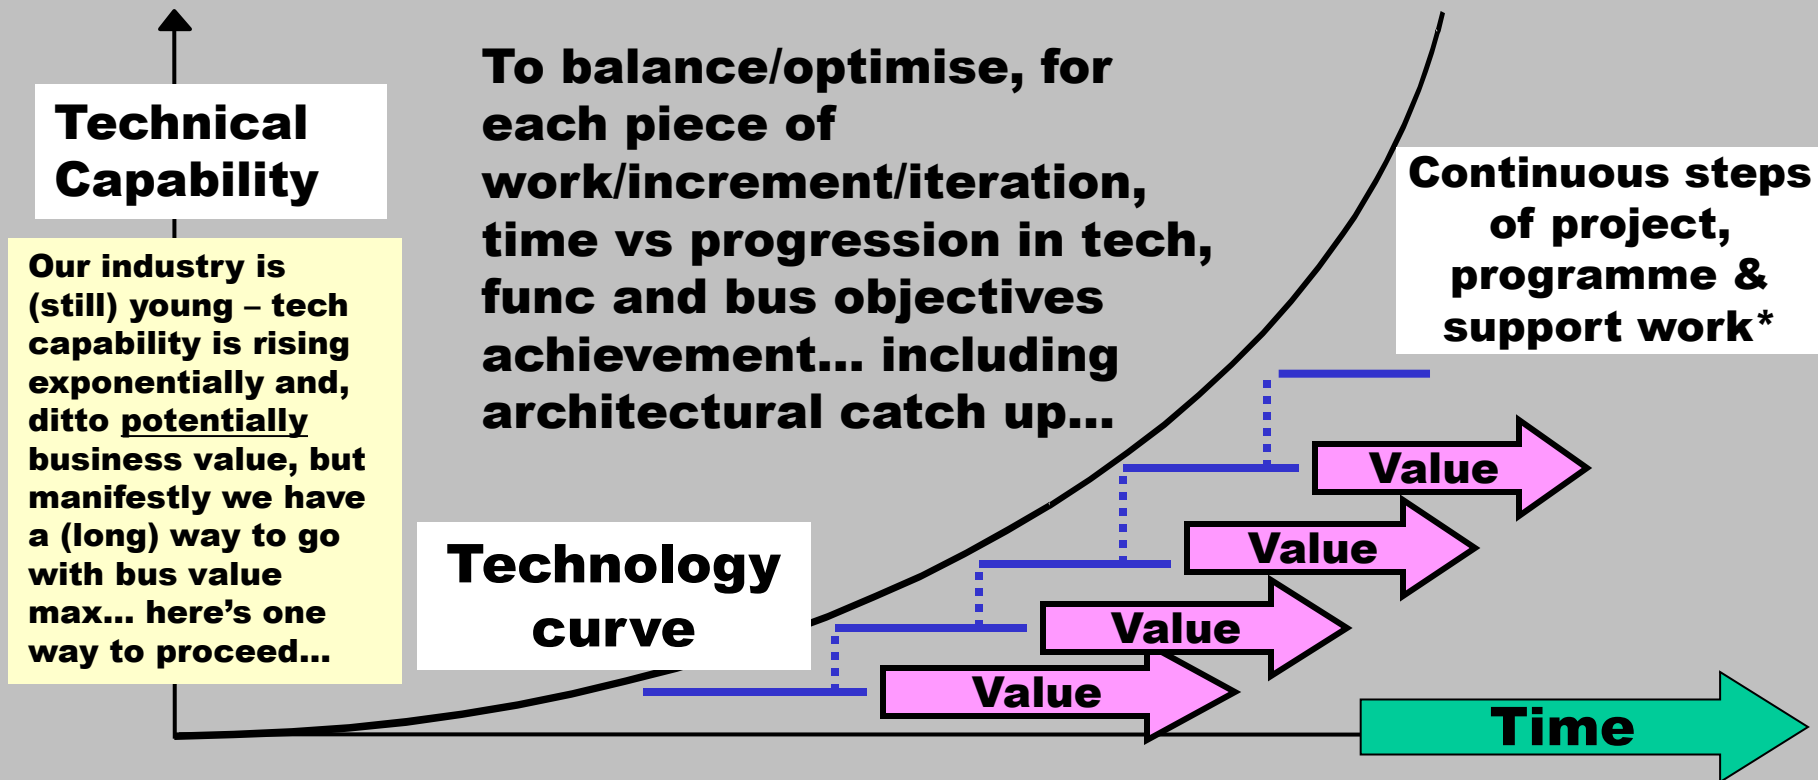 Technical
Capability
Our industry is
(still) young – tech
capability is rising
exponentially and,
ditto potentially
business value, but
manifestly we have
a (long) way to go
with bus value
max... here's one
way to proceed...
To balance/optimise, for
each piece of
work/increment/iteration,
time vs progression in tech,
func and bus objectives
achievement... including
architectural catch up...
Continuous steps
of project,
programme &
support work*
Technology
curve
Value
Value
Value
Value
Time